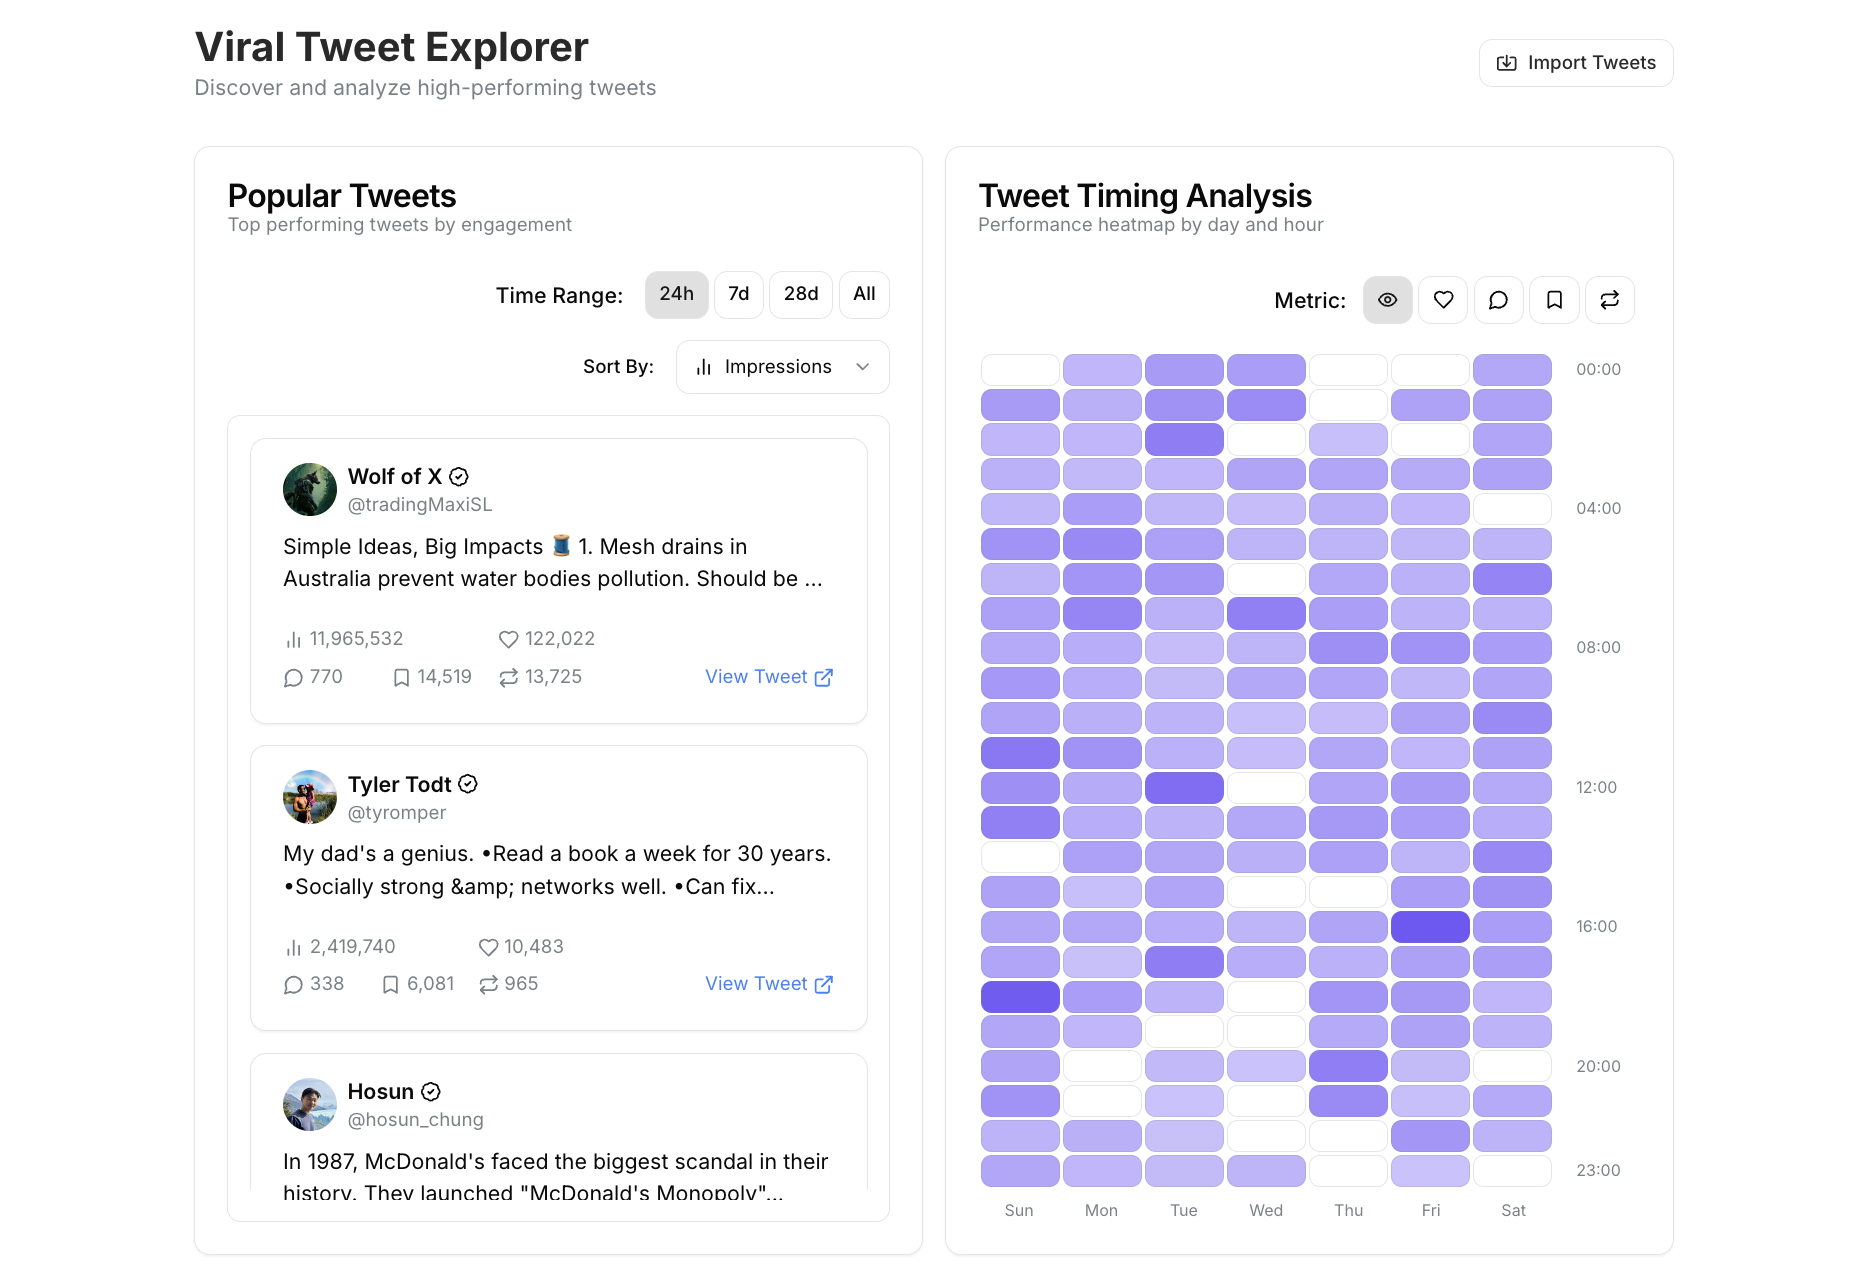 Viral Tweet Explorer
Discover and analyze high-performing tweets
Import Tweets
Popular Tweets
Top performing tweets by engagement
Time Range: 24h 7d 28d All
Sort By: Impressions
Wolf of X
@tradingMaxiSL
Simple Ideas, Big Impacts 🧵 1. Mesh drains in
Australia prevent water bodies pollution. Should be ...
11,965,532 122,022
770 14,519 13,725 View Tweet
Tyler Todt
@tyromper
My dad's a genius. •Read a book a week for 30 years.
•Socially strong &amp; networks well. •Can fix...
2,419,740 10,483
338 6,081 965 View Tweet
Hosun
@hosun_chung
In 1987, McDonald's faced the biggest scandal in their
history. They launched "McDonald's Monopoly"...
Tweet Timing Analysis
Performance heatmap by day and hour
Metric:
00:00
04:00
08:00
12:00
16:00
20:00
23:00
Sun Mon Tue Wed Thu Fri Sat